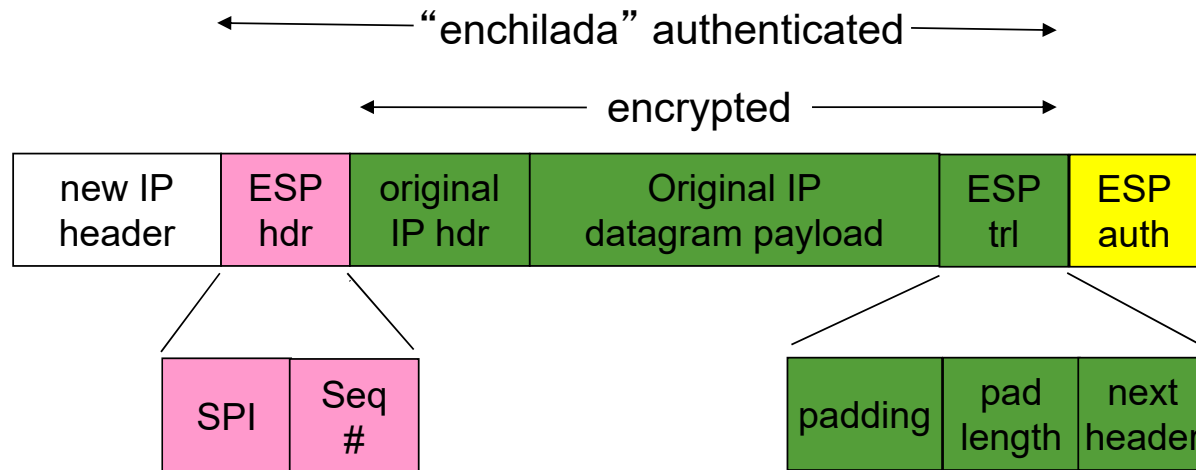 “enchilada” authenticated
encrypted
new IP
header
ESP
hdr
original
IP hdr
Original IP
datagram payload
ESP
trl
ESP
auth
SPI
Seq
#
padding
pad
length
next
header